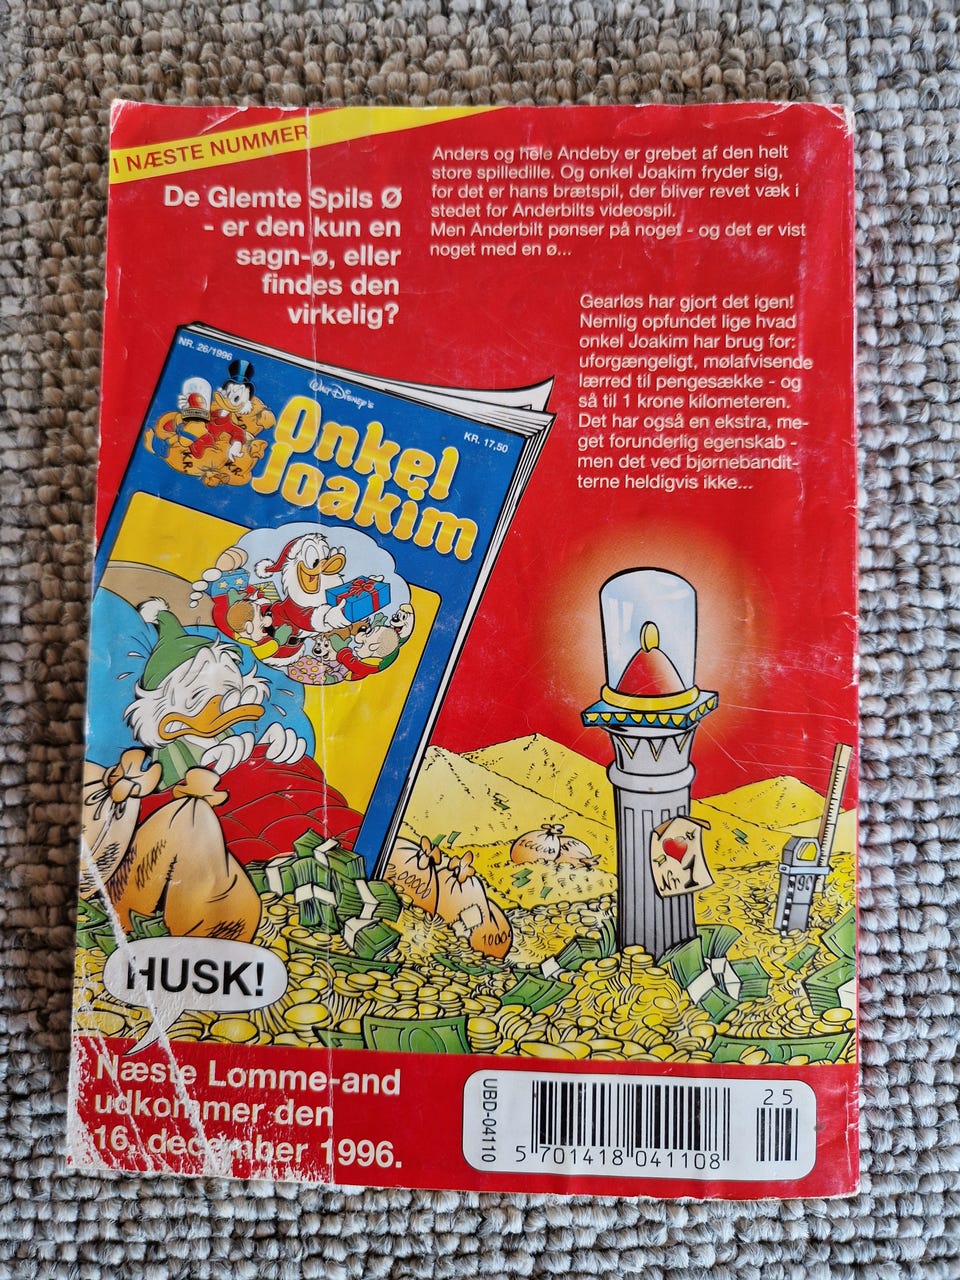 I NÆSTE NUMMER
De Glemte Spils Ø
- er den kun en
sagn-ø, eller
findes den
virkelig?
Anders og hele Andeby er grebet af den helt
store spilledille. Og onkel Joakim fryder sig,
for det er hans brætspil, der bliver revet væk i
stedet for Anderbilts videospil.
Men Anderbilt pønser på noget - og det er vist
noget med en ø...
Gearløs har gjort det igen!
Nemlig opfundet lige hvad
onkel Joakim har brug for:
uforgængeligt, mølafvisende
lærred til pengesække - og
så til 1 krone kilometeren.
Det har også en ekstra, me-
get forunderlig egenskab -
men det ved bjørnebandit-
terne heldigvis ikke...
NR. 26/1996
WALT DISNEY'S
KR. 17,50
Onkel
Joakim
KR.
KR.
Nr. 1
90
1000
HUSK!
Næste Lomme-and
udkommer den
16. december 1996.
UBD-04110
5 701418 041108
25